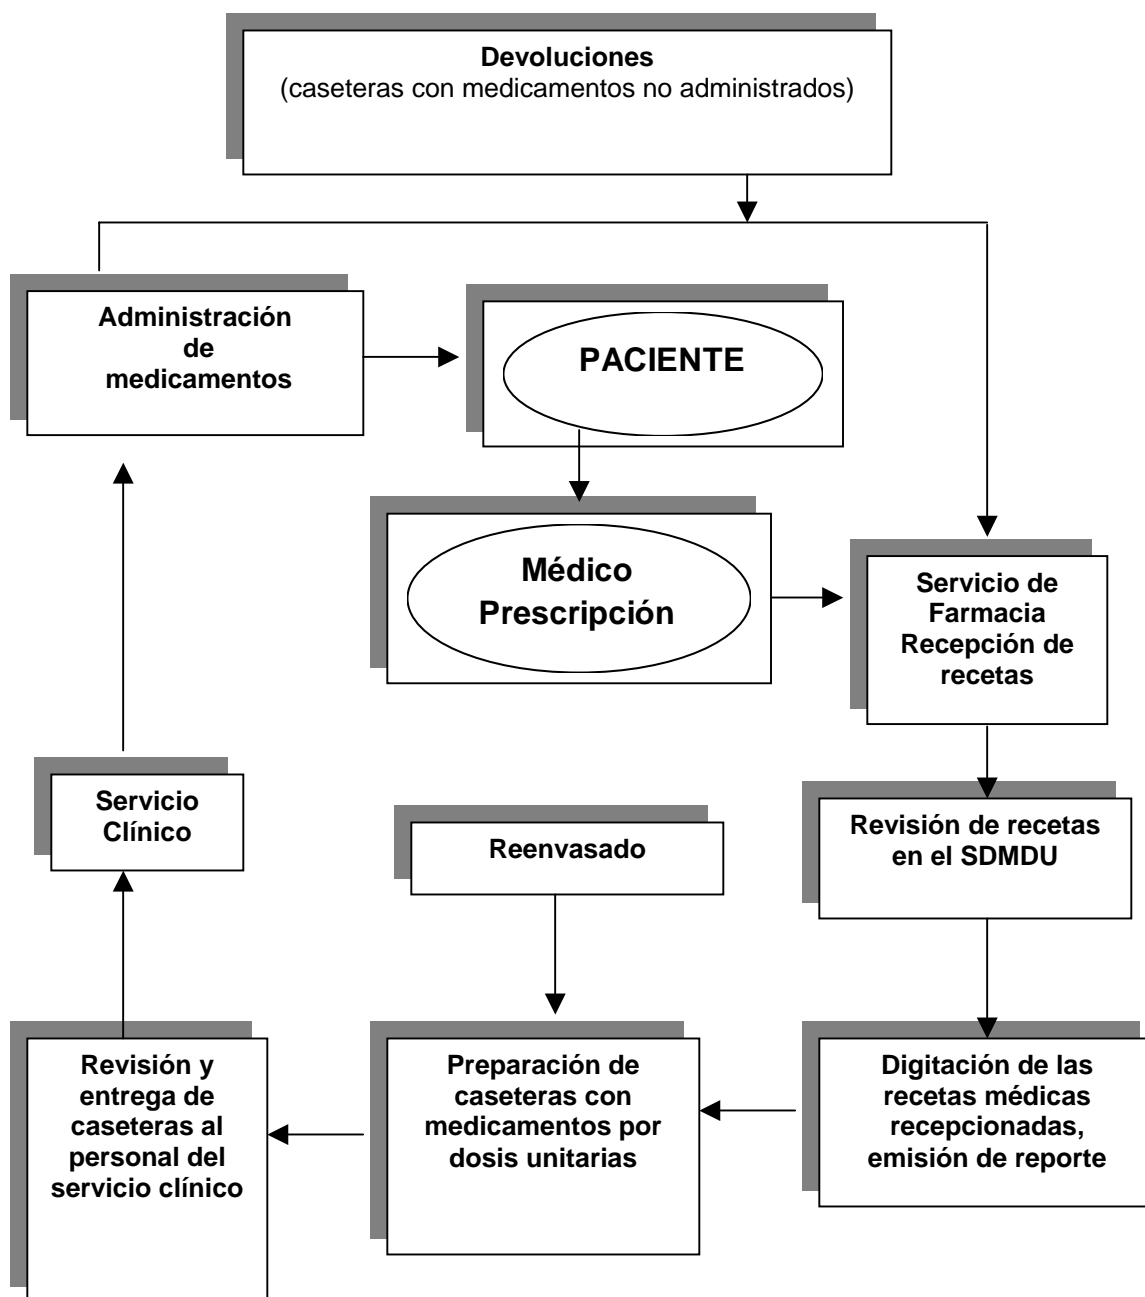 Devoluciones
(caseteras con medicamentos no administrados)
Administración
de
medicamentos
PACIENTE
Médico
Prescripción
Servicio de
Farmacia
Recepción de
recetas
Servicio
Clínico
Reenvasado
Revisión de recetas
en el SDMDU
Revisión y
entrega de
caseteras al
personal del
servicio clínico
Preparación de
caseteras con
medicamentos por
dosis unitarias
Digitación de las
recetas médicas
recepcionadas,
emisión de reporte